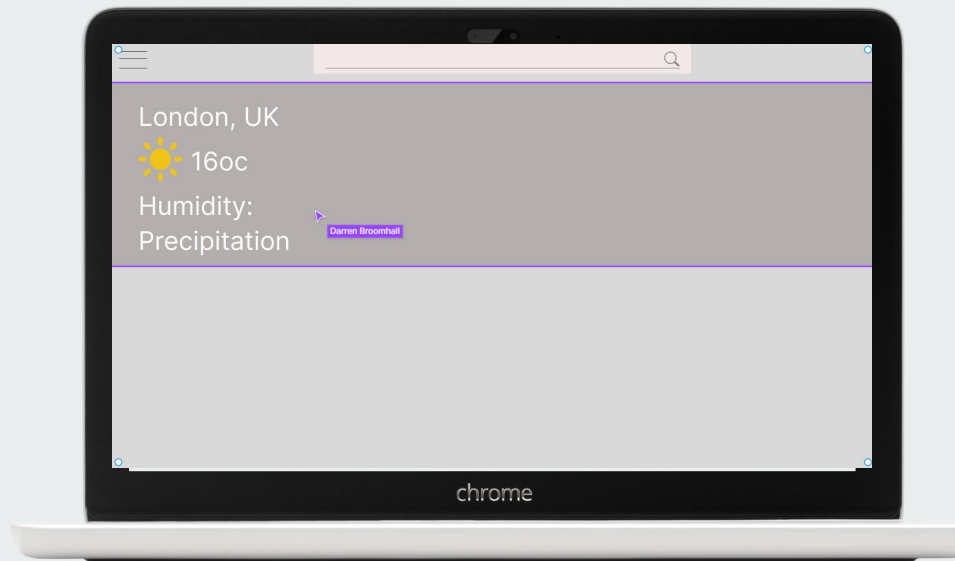 London, UK
16oc
Humidity:
Precipitation
Darren Broomhall
chrome